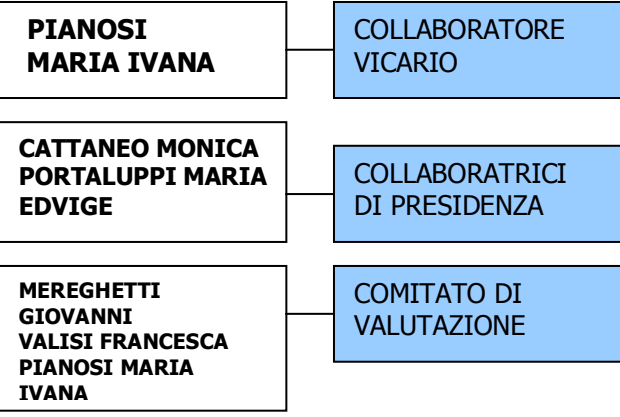 PIANOSI
MARIA IVANA
COLLABORATORE
VICARIO
CATTANEO MONICA
PORTALUPPI MARIA
EDVIGE
COLLABORATRICI
DI PRESIDENZA
MEREGHETTI
GIOVANNI
VALISI FRANCESCA
PIANOSI MARIA
IVANA
COMITATO DI
VALUTAZIONE